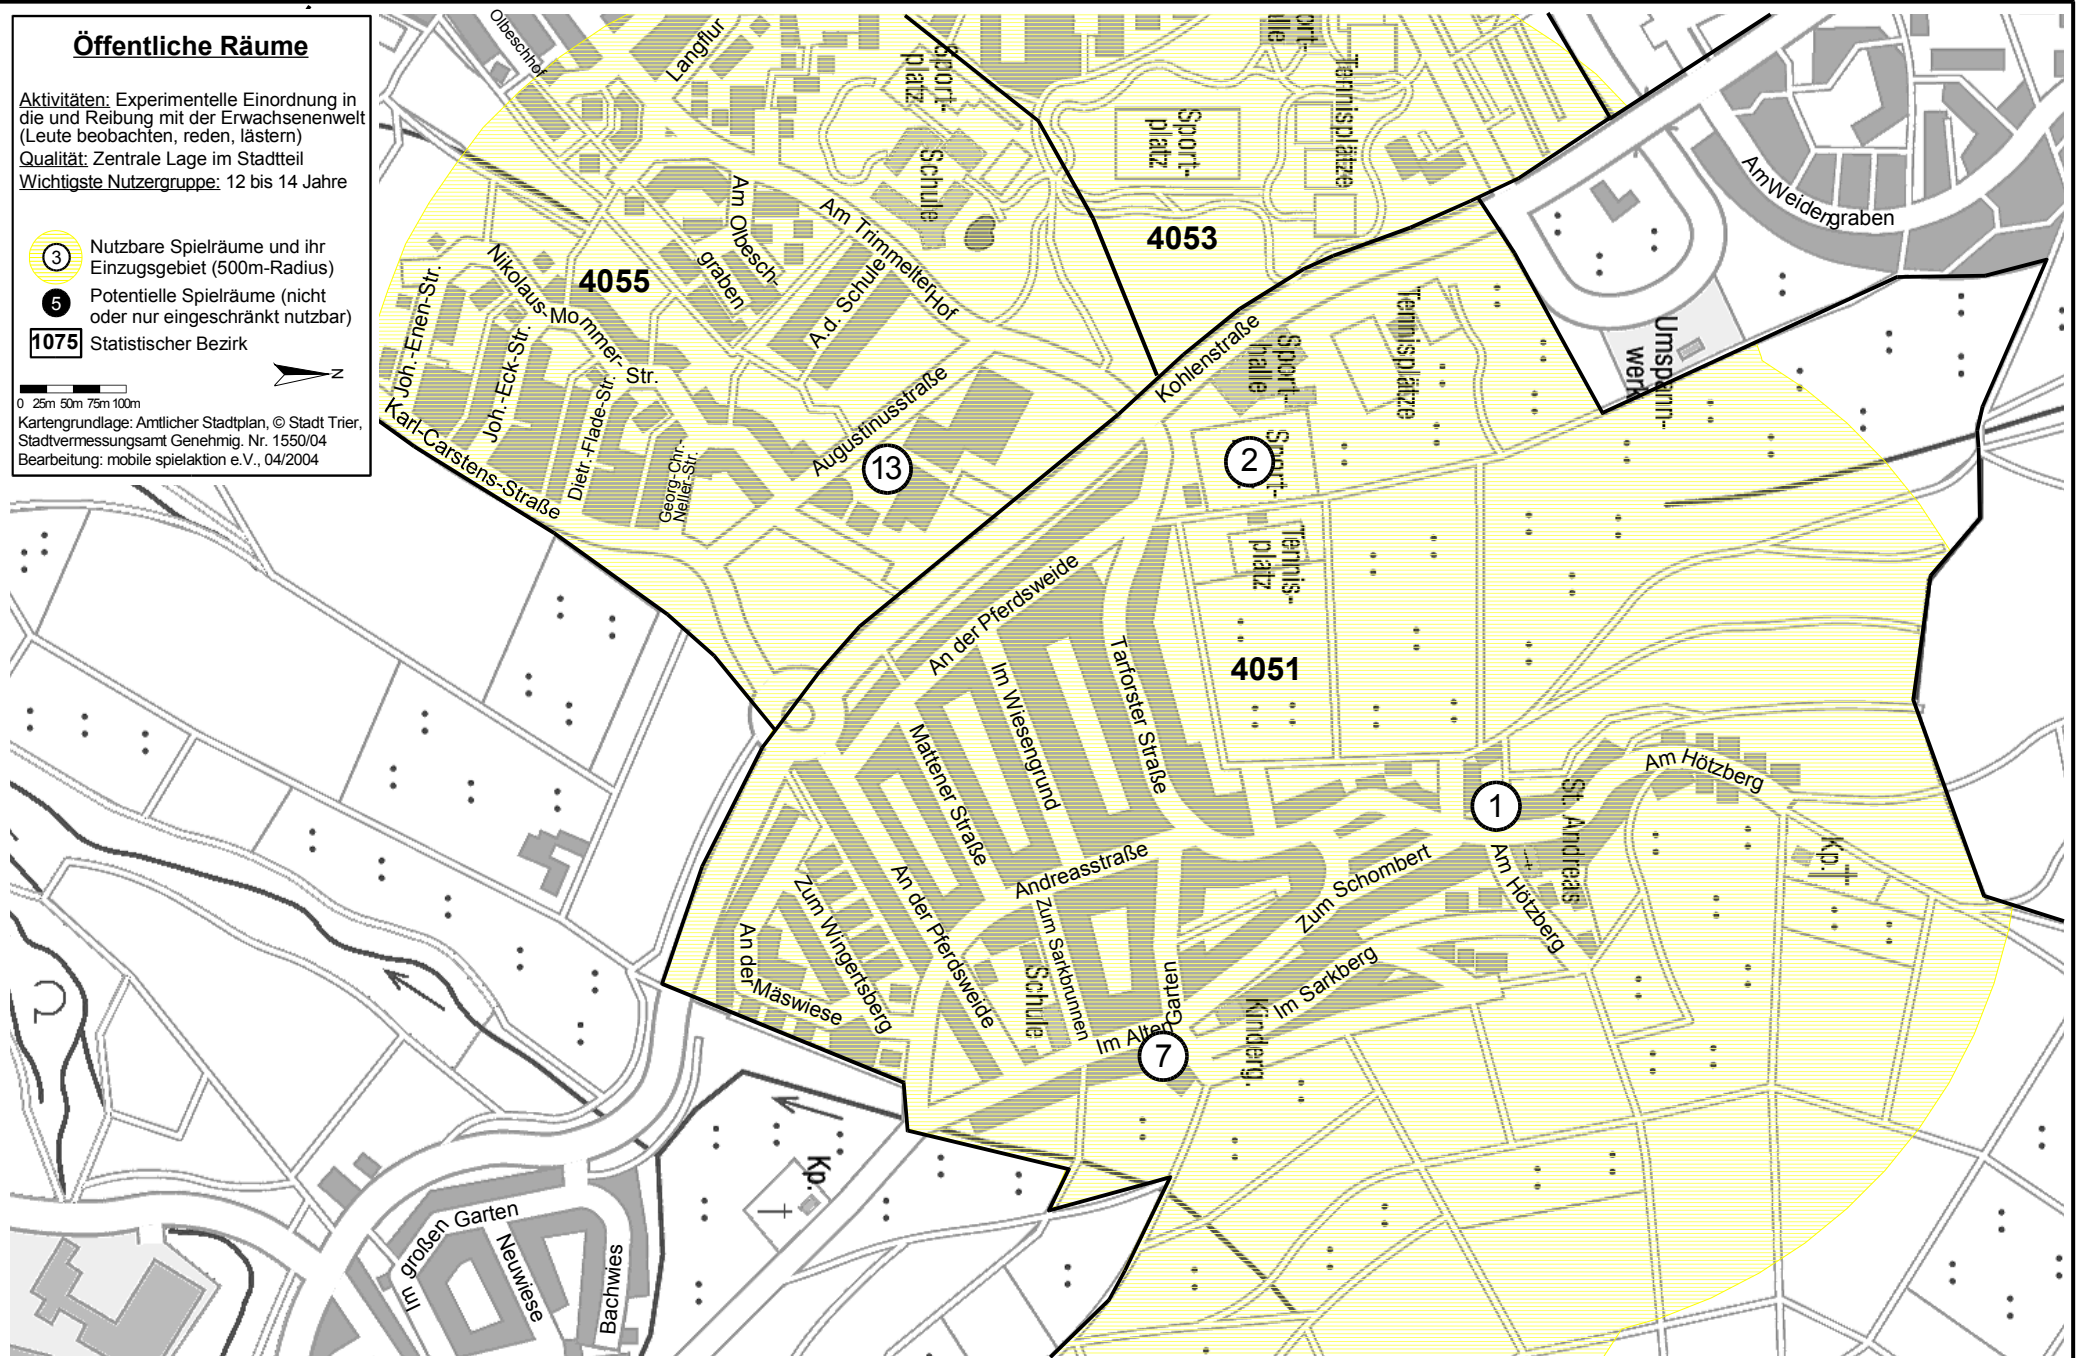 Öffentliche Räume
Aktivitäten: Experimentelle Einordnung in
die und Reibung mit der Erwachsenenwelt
(Leute beobachten, reden, lästern)
Qualität: Zentrale Lage im Stadtteil
Wichtigste Nutzergruppe: 12 bis 14 Jahre
3 Nutzbare Spielräume und ihr
Einzugsgebiet (500m-Radius)
5 Potentielle Spielräume (nicht
oder nur eingeschränkt nutzbar)
1075 Statistischer Bezirk
N
0 25m 50m 75m 100m
Kartengrundlage: Amtlicher Stadtplan, © Stadt Trier,
Stadtvermessungsamt Genehmig. Nr. 1550/04
Bearbeitung: mobile spielaktion e.V., 04/2004
Olbeschhof
Langflur
Sport-
platz
ort-
lle
Tennisplätze
Sport-
platz
Schule
Am Olbesch-
graben
Am Trimmelter Hof
4053
4055
A.d. Schule
Nikolaus-Mommer-
Str.
Joh.-Enen-Str.
Joh.-Eck-Str.
Dietr.-Flade-Str.
Georg-Chr.-
Neller-Str.
Karl-Carstens-Straße
Augustinusstraße
13
Kohlenstraße
Sport-
halle
Tennisplätze
Umspann-
werk
Am Weidengraben
2
Sport-
Tennis-
platz
4051
An der Pferdsweide
Im Wiesengrund
Tarforster Straße
Mattener Straße
Andreasstraße
An der Pferdsweide
Zum Wingertsberg
An der
Mäswiese
Schule
Zum Sarkbrunnen
Im Alten
Garten
7
Kinderg.
Im Sarkberg
Zum Schombert
1
Am Hötzberg
St. Andreas
Am Hötzberg
Kp.
Kp.
Im großen Garten
Neuwiese
Bachwies